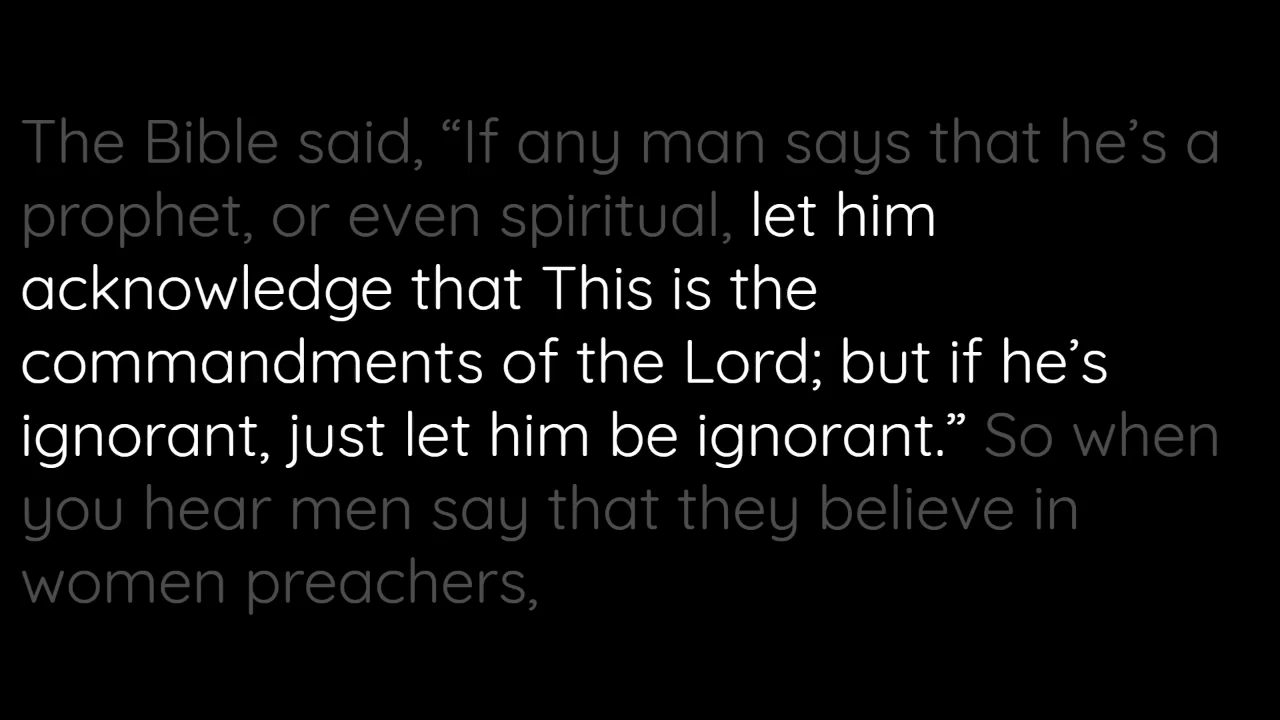 The Bible said, “If any man says that he’s a
prophet, or even spiritual, let him
acknowledge that This is the
commandments of the Lord; but if he’s
ignorant, just let him be ignorant.” So when
you hear men say that they believe in
women preachers,